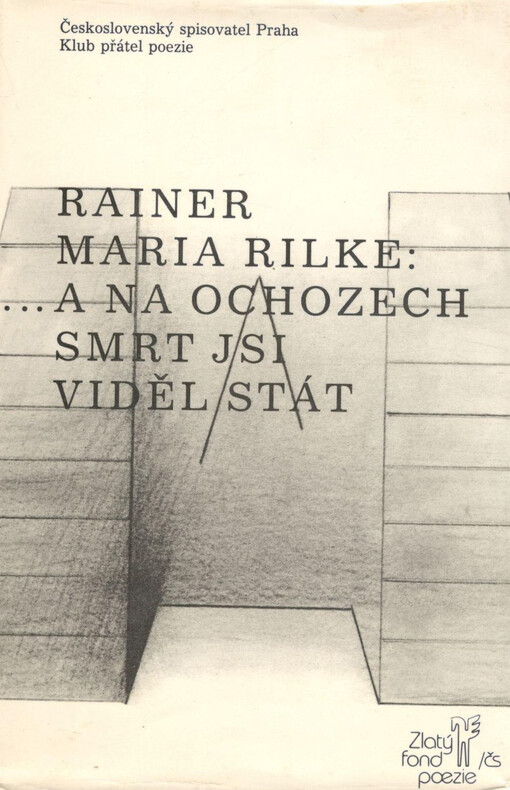 Československý spisovatel Praha
Klub přátel poezie
RAINER
MARIA RILKE:
...A NA OCHOZECH
SMRT JSI
VIDĚL STÁT
Zlatý
fond /čs
poezie